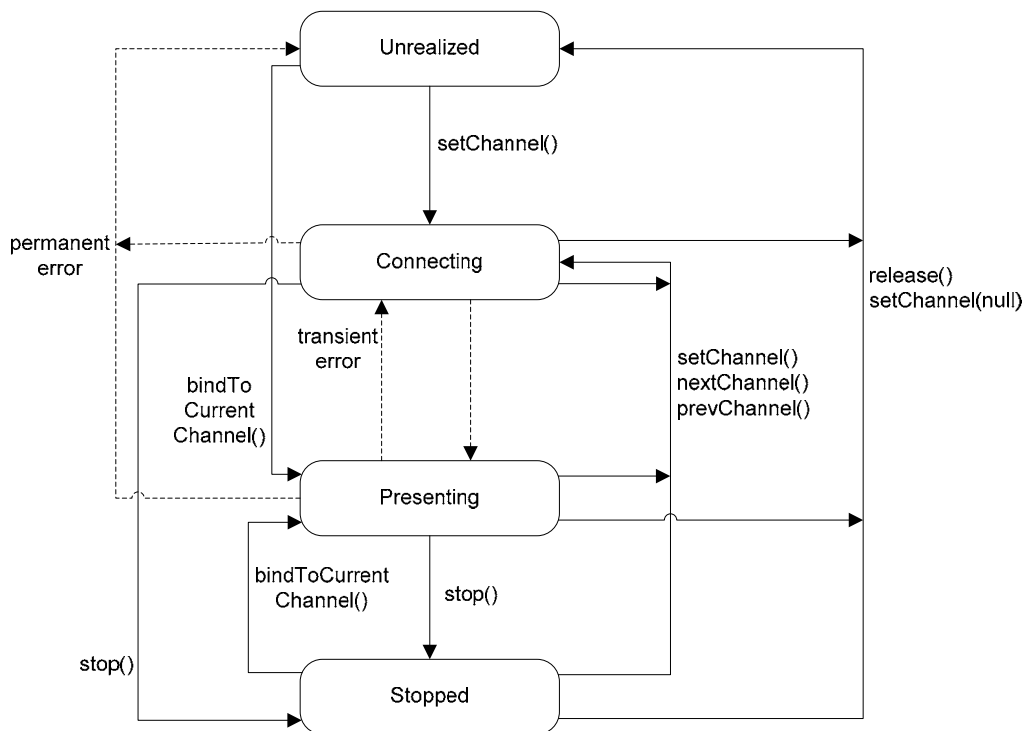 Unrealized
setChannel()
permanent
error
Connecting
release()
setChannel(null)
transient
error
setChannel()
nextChannel()
prevChannel()
bindTo
Current
Channel()
Presenting
bindToCurrent
Channel()
stop()
stop()
Stopped